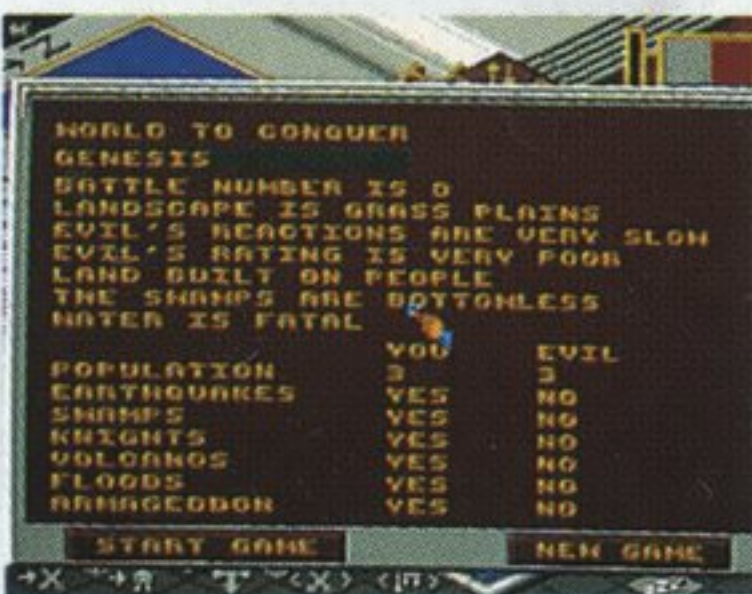 WORLD TO CONQUER
GENESIS
BATTLE NUMBER IS 0
LANDSCAPE IS GRASS PLAINS
EVIL'S REACTIONS ARE VERY SLOW
EVIL'S RATING IS VERY POOR
LAND BUILT ON PEOPLE
THE SWAMPS ARE BOTTOMLESS
WATER IS FATAL
YOU EVIL
POPULATION 3 3
EARTHQUAKES YES NO
SWAMPS YES NO
KNIGHTS YES NO
VOLCANOS YES NO
FLOODS YES NO
ARMAGEDDON YES NO
START GAME NEW GAME